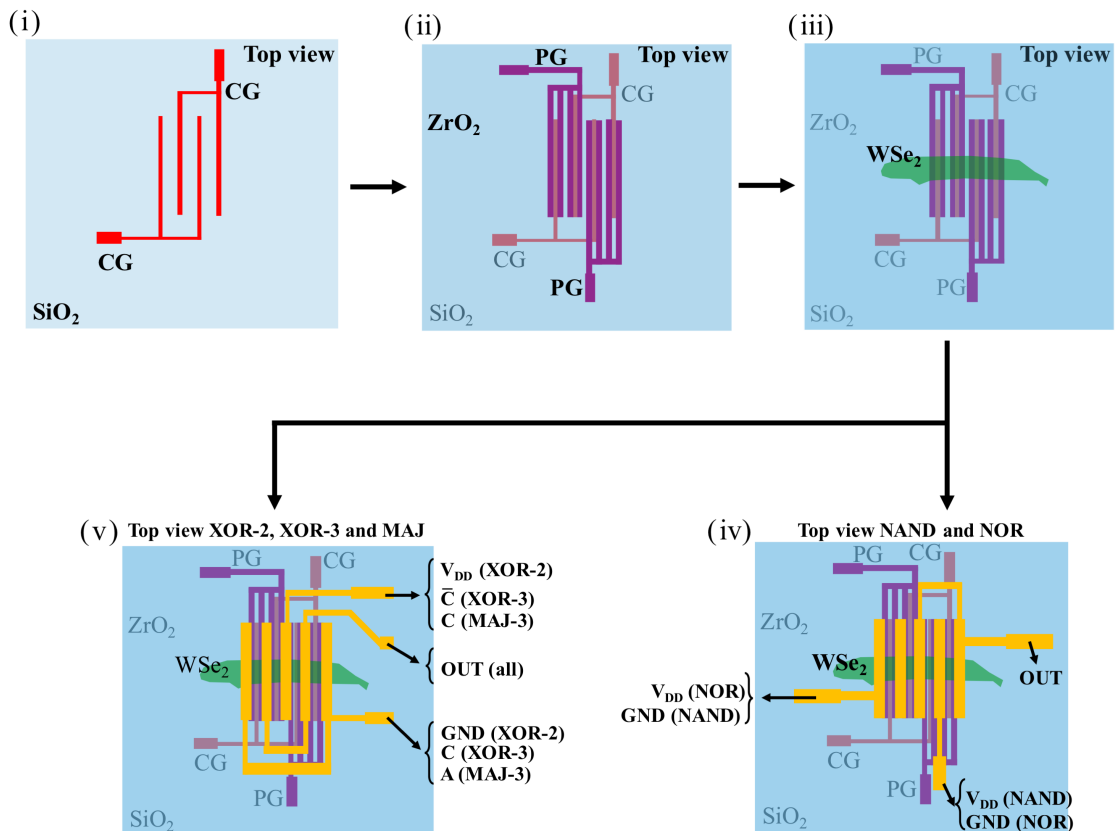 (i)
Top view
CG
CG
SiO₂
(ii)
PG
Top view
CG
ZrO₂
CG
PG
SiO₂
(iii)
PG
Top view
CG
ZrO₂
WSe₂
CG
PG
SiO₂
(v)
Top view XOR-2, XOR-3 and MAJ
PG
CG
V_DD (XOR-2)
C̅ (XOR-3)
C (MAJ-3)
ZrO₂
WSe₂
OUT (all)
GND (XOR-2)
C (XOR-3)
A (MAJ-3)
CG
PG
SiO₂
(iv)
Top view NAND and NOR
PG
CG
ZrO₂
WSe₂
OUT
V_DD (NOR)
GND (NAND)
CG
PG
V_DD (NAND)
GND (NOR)
SiO₂